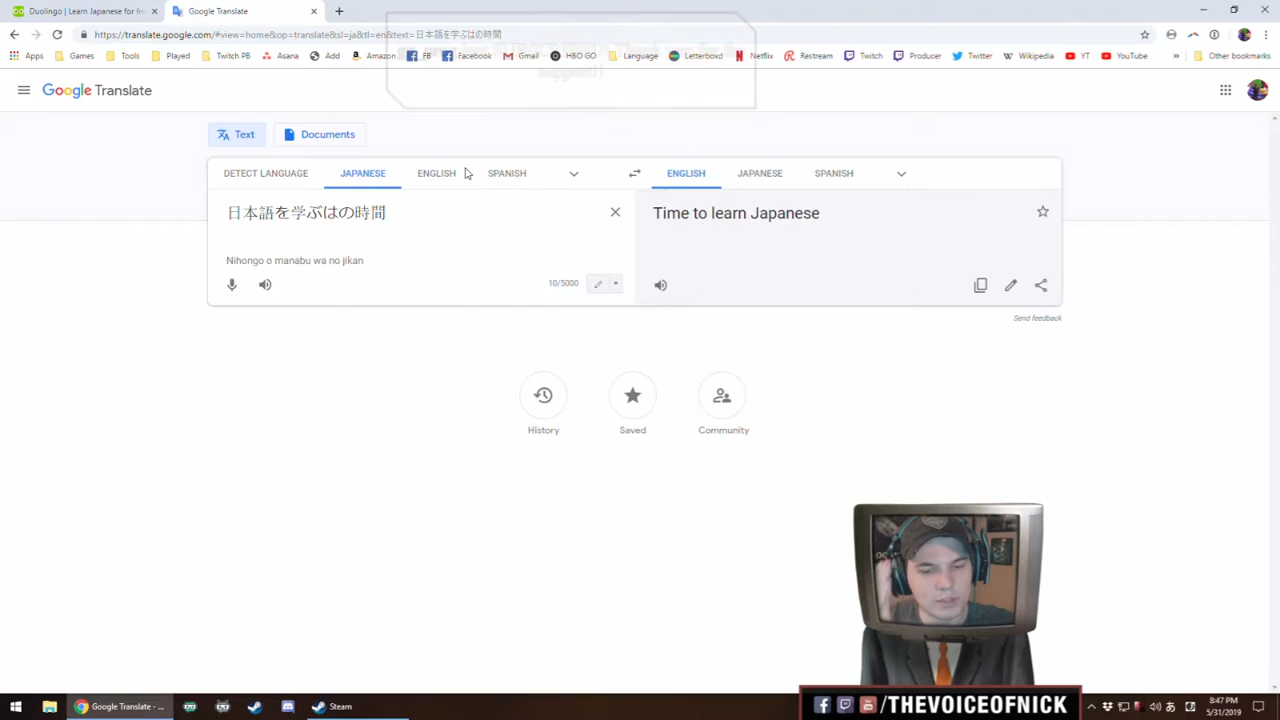 Duolingo | Learn Japanese for fr
Google Translate
https://translate.google.com/#view=home&op=translate&sl=ja&tl=en&text=日本語を学ぶはの時間
Apps
Games
Tools
Played
Twitch PB
Asana
Add
Amazon
FB
Facebook
Gmail
HBO GO
Language
Letterboxd
Netflix
Restream
Twitch
Producer
Twitter
Wikipedia
YT
YouTube
»
Other bookmarks
Google Translate
Text
Documents
DETECT LANGUAGE
JAPANESE
ENGLISH
SPANISH
ENGLISH
JAPANESE
SPANISH
日本語を学ぶはの時間
Time to learn Japanese
Nihongo o manabu wa no jikan
10/5000
Send feedback
History
Saved
Community
/THEVOICEOFNICK
Google Translate - ...
Steam
あ
8:47 PM
5/31/2019